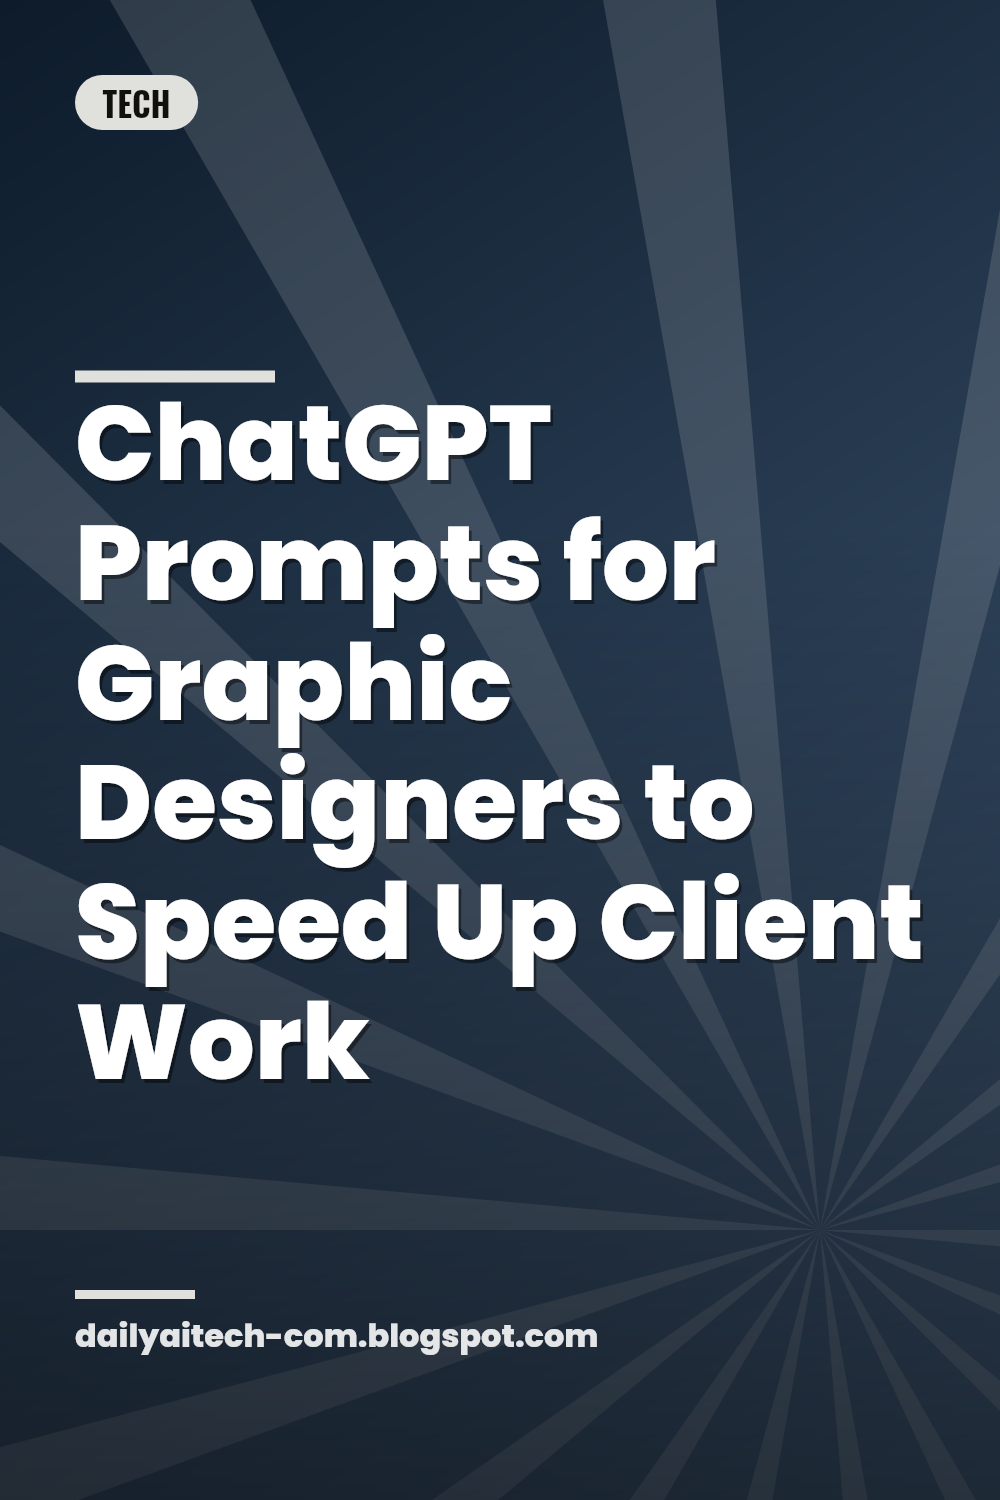 TECH
ChatGPT
Prompts for
Graphic
Designers to
Speed Up Client
Work
dailyaitech-com.blogspot.com